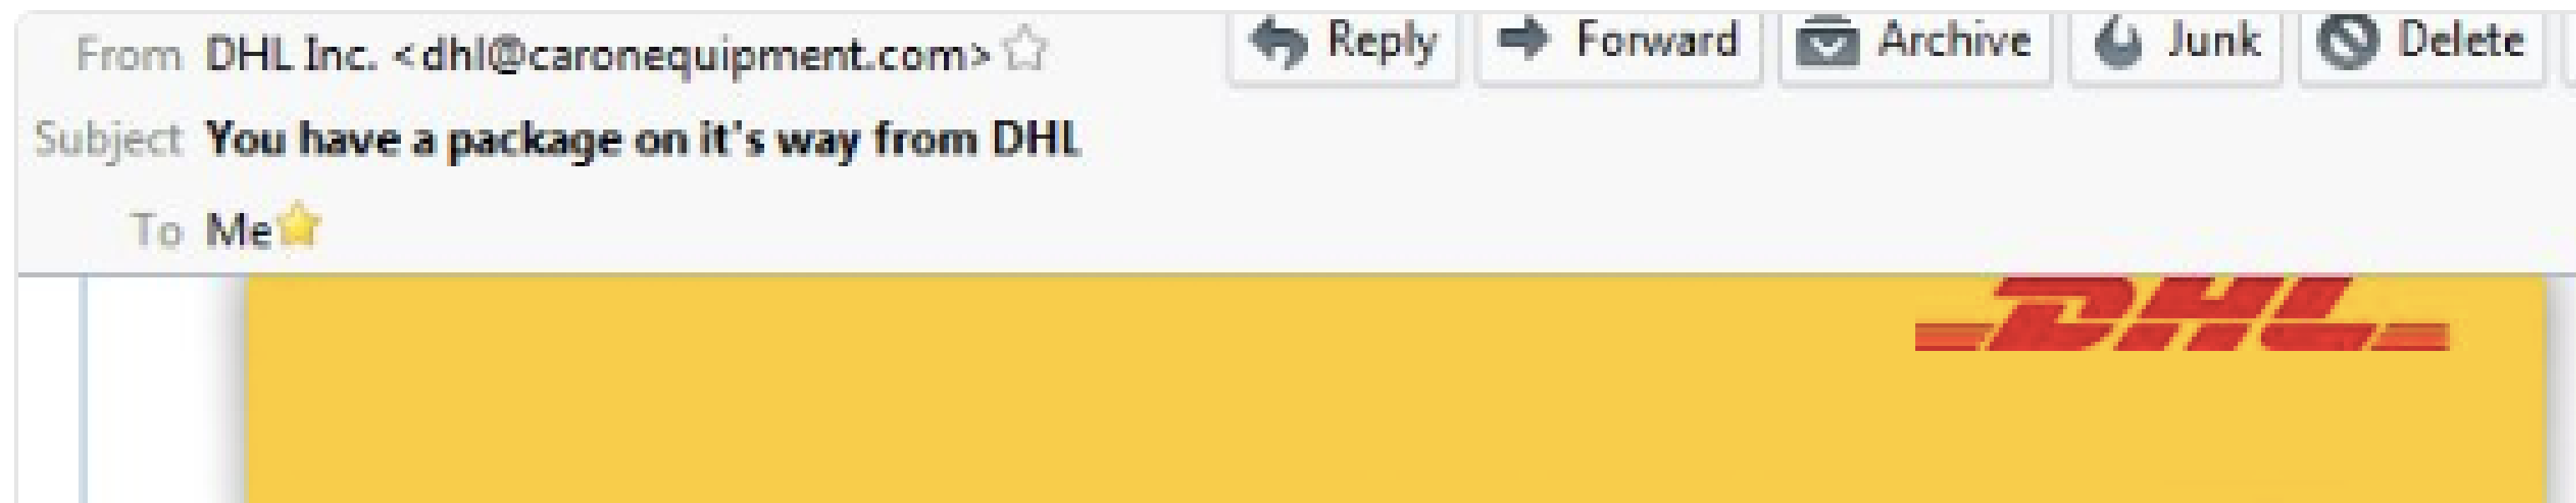 From DHL Inc. <dhl@caronequipment.com> Reply Forward Archive Junk Delete
Subject You have a package on it's way from DHL
To Me
DHL